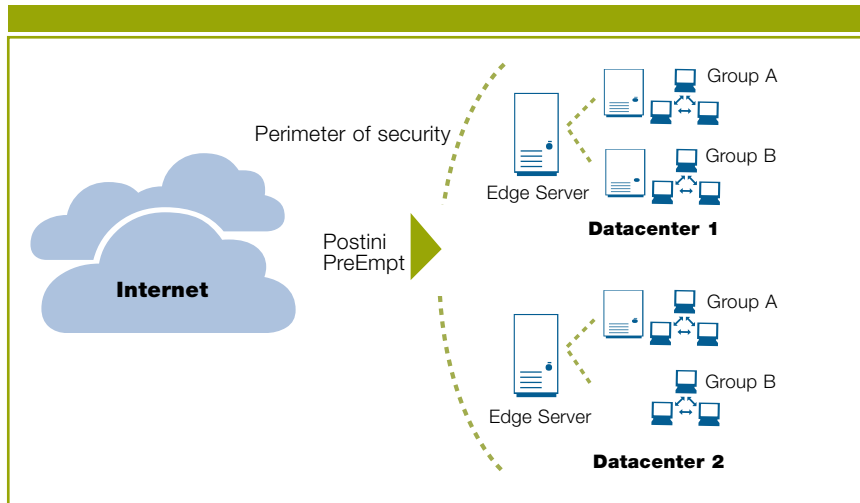 Perimeter of security
Internet
Postini
PreEmpt
Edge Server
Group A
Group B
Datacenter 1
Edge Server
Group A
Group B
Datacenter 2